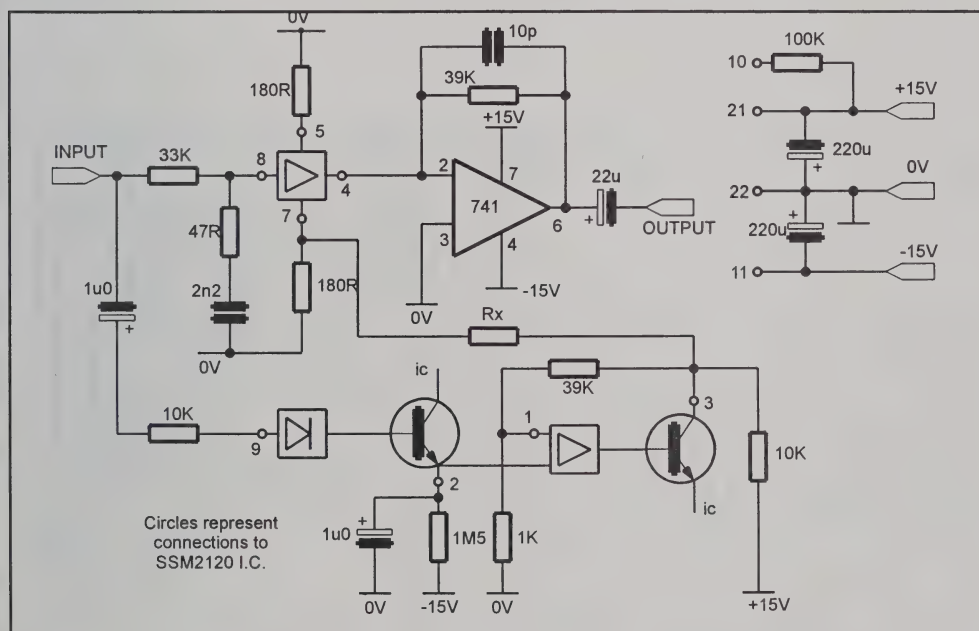 0V
10p
180R
39K
100K
10
+15V
5
+15V
21
INPUT
33K
8
4
2
7
22u
220u
+
0V
741
22
7
3
+
6
47R
4
OUTPUT
+
220u
-15V
180R
11
1u0
2n2
-15V
+
0V
Rx
0V
ic
39K
3
10K
1
9
10K
2
ic
Circles represent
connections to
SSM2120 I.C.
+
1u0
1M5
1K
0V
-15V
0V
+15V